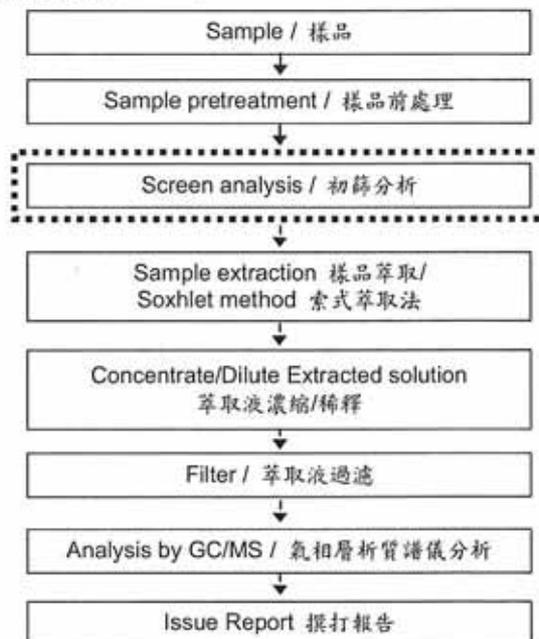 Sample / 樣品
Sample pretreatment / 樣品前處理
Screen analysis / 初篩分析
Sample extraction 樣品萃取/
Soxhlet method 索式萃取法
Concentrate/Dilute Extracted solution
萃取液濃縮/稀釋
Filter / 萃取液過濾
Analysis by GC/MS / 氣相層析質譜儀分析
Issue Report 撰打報告